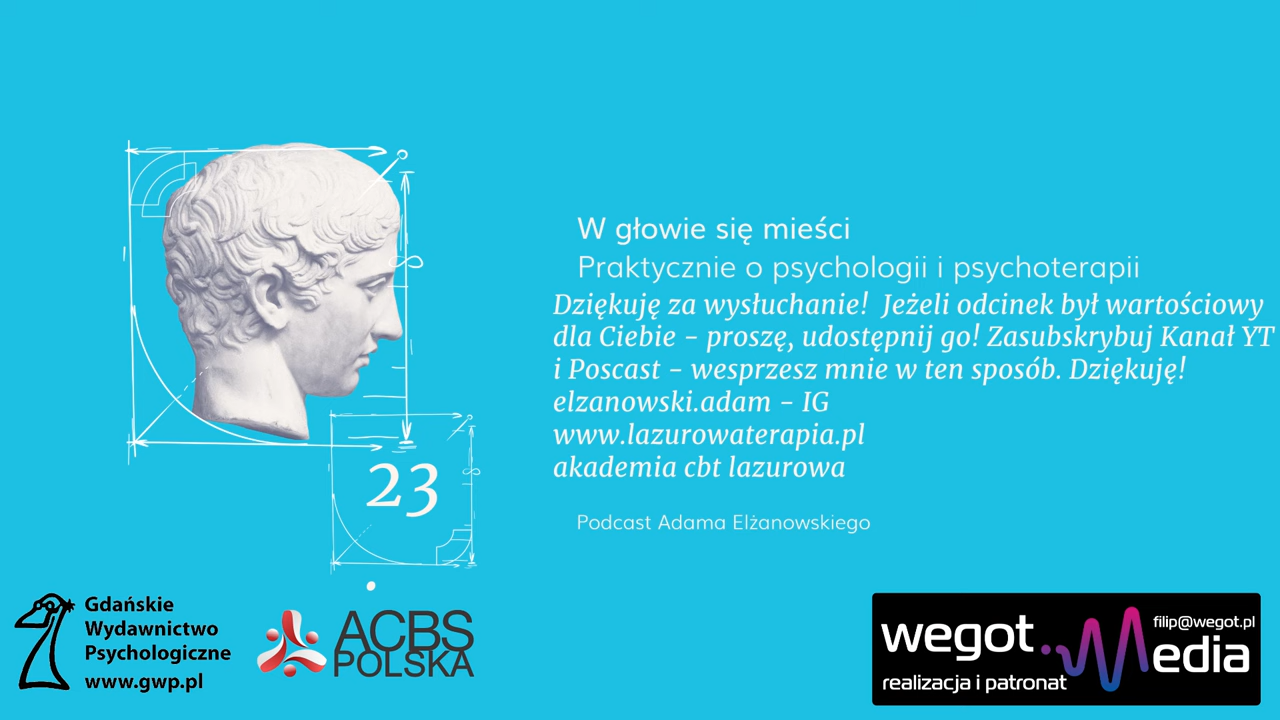 W głowie się mieści
Praktycznie o psychologii i psychoterapii
Dziękuję za wysłuchanie!  Jeżeli odcinek był wartościowy
dla Ciebie – proszę, udostępnij go! Zasubskrybuj Kanał YT
i Poscast – wesprzesz mnie w ten sposób. Dziękuję!
elzanowski.adam – IG
www.lazurowaterapia.pl
akademia cbt lazurowa
23
Podcast Adama Elżanowskiego
Gdańskie
Wydawnictwo
Psychologiczne
www.gwp.pl
ACBS
POLSKA
wegot
Media
filip@wegot.pl
realizacja i patronat